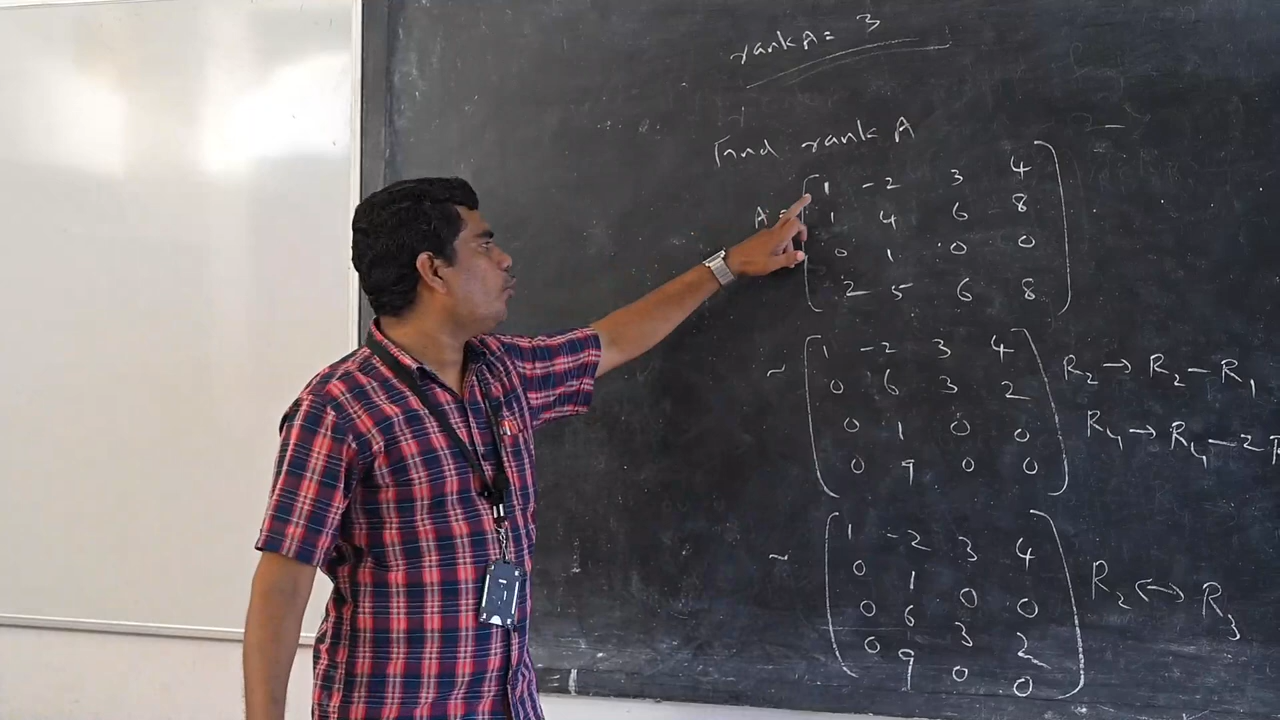 rank A = 3
Find rank A
A = 1 -2 3 4
1 4 6 8
0 1 0 0
2 5 6 8
~ 1 -2 3 4
0 6 3 2
0 1 0 0
0 9 0 0
R2 → R2 - R1
R4 → R4 - 2
~ 1 -2 3 4
0 1 0 0
0 6 3 2
0 9 0 0
R2 ↔ R3